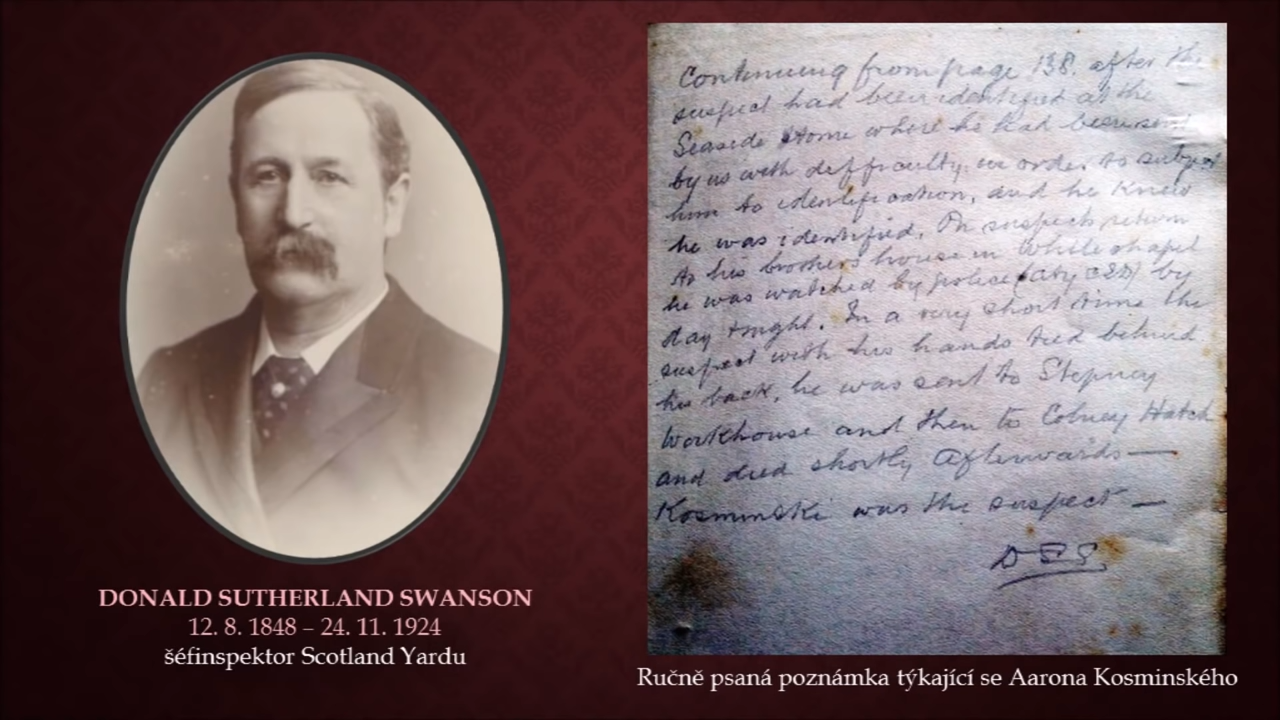 DONALD SUTHERLAND SWANSON
12. 8. 1848 – 24. 11. 1924
šéfinspektor Scotland Yardu
Continuing from page 138. after the
suspect had been identified at the
Seaside Home where he had been sent
by us with difficulty, in order to subject
him to identification, and he knew
he was identified. On suspects return
to his brothers house in Whitechapel
he was watched by police (City CID) by
day & night. In a very short time the
suspect with his hands tied behind
his back, he was sent to Stepney
Workhouse and then to Colney Hatch
and died shortly afterwards —
Kosminski was the suspect —
DSS
Ručně psaná poznámka týkající se Aarona Kosminského